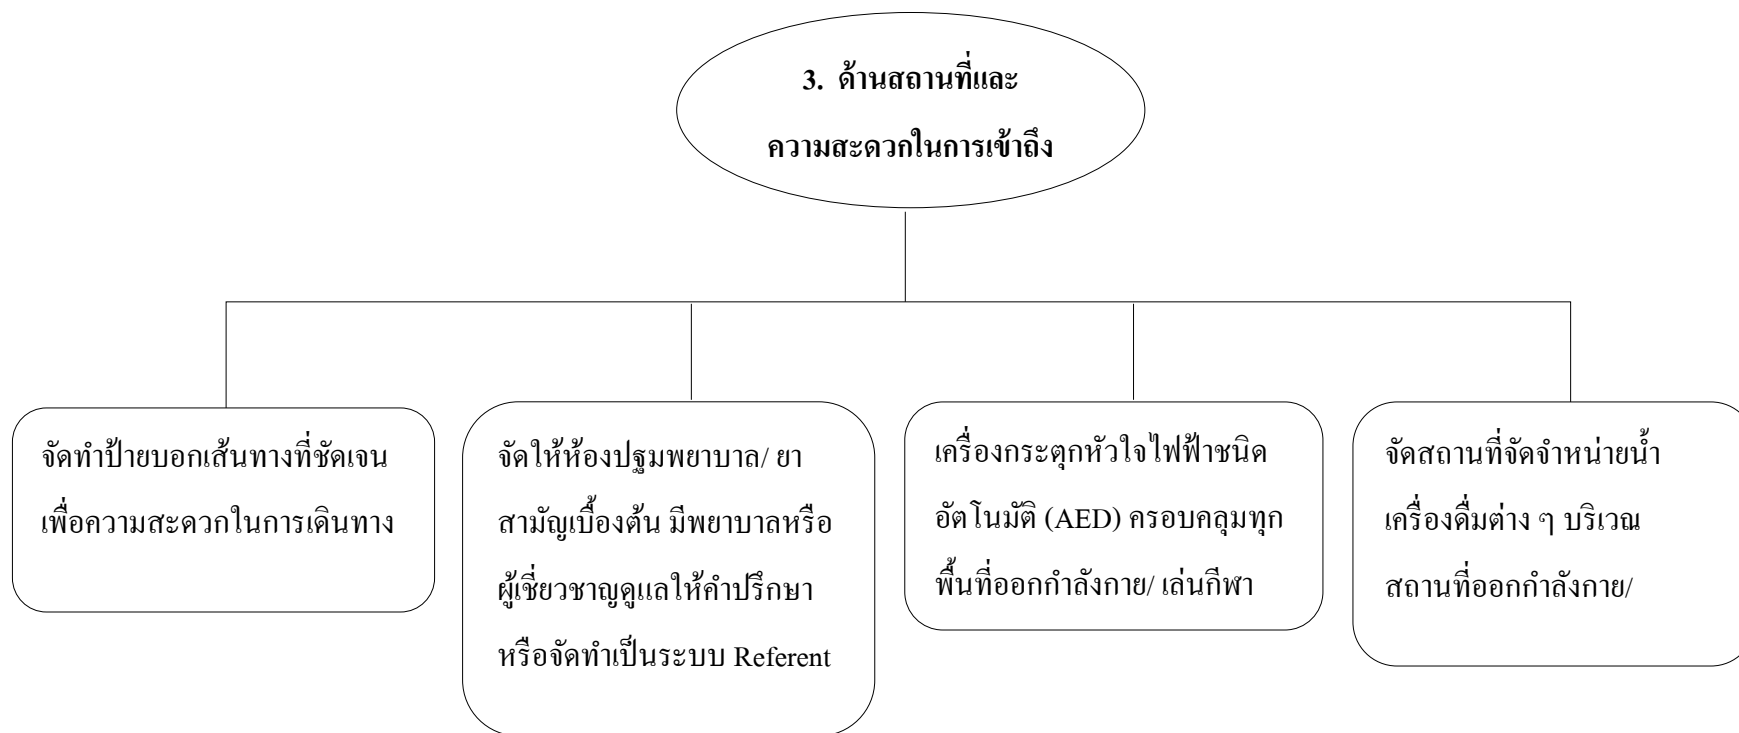 3. ด้านสถานที่และ
ความสะดวกในการเข้าถึง
จัดทำป้ายบอกเส้นทางที่ชัดเจน
เพื่อความสะดวกในการเดินทาง
จัดให้ห้องปฐมพยาบาล/ ยา
สามัญเบื้องต้น มีพยาบาลหรือ
ผู้เชี่ยวชาญดูแลให้คำปรึกษา
หรือจัดทำเป็นระบบ Referent
เครื่องกระตุกหัวใจไฟฟ้าชนิด
อัตโนมัติ (AED) ครอบคลุมทุก
พื้นที่ออกกำลังกาย/ เล่นกีฬา
จัดสถานที่จัดจำหน่ายน้ำ
เครื่องดื่มต่าง ๆ บริเวณ
สถานที่ออกกำลังกาย/